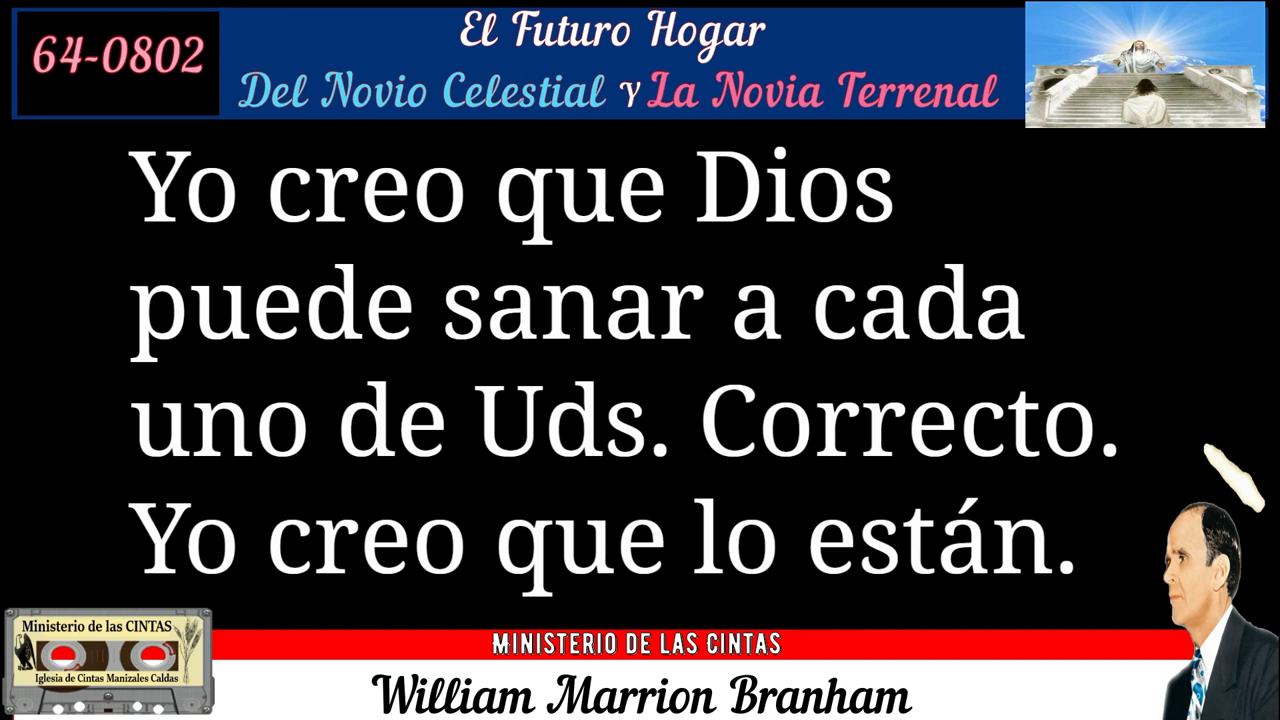 64-0802
El Futuro Hogar
Del Novio Celestial Y La Novia Terrenal
Yo creo que Dios
puede sanar a cada
uno de Uds. Correcto.
Yo creo que lo están.
Ministerio de las CINTAS
Iglesia de Cintas Manizales Caldas
MINISTERIO DE LAS CINTAS
William Marrion Branham